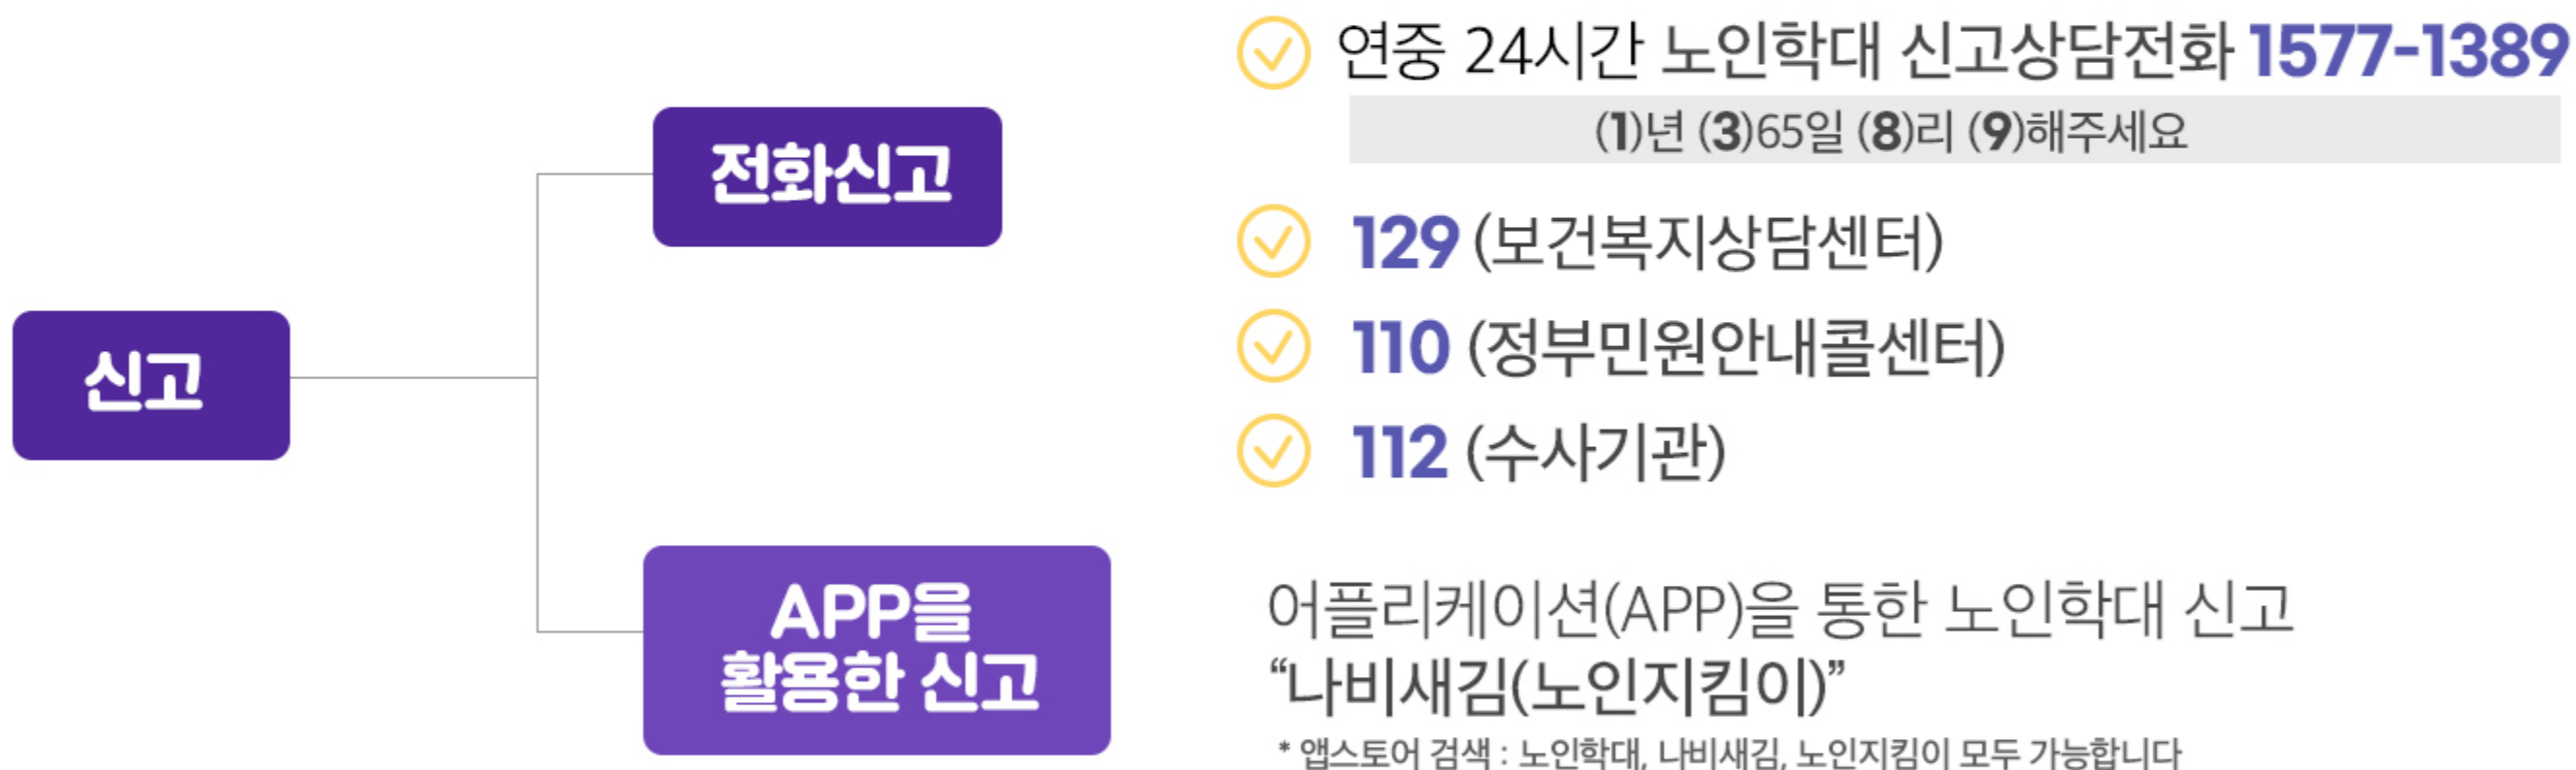 신고
전화신고
연중 24시간 노인학대 신고상담전화 1577-1389
(1)년 (3)65일 (8)리 (9)해주세요
129 (보건복지상담센터)
110 (정부민원안내콜센터)
112 (수사기관)
APP을
활용한 신고
어플리케이션(APP)을 통한 노인학대 신고
“나비새김(노인지킴이)”
* 앱스토어 검색 : 노인학대, 나비새김, 노인지킴이 모두 가능합니다